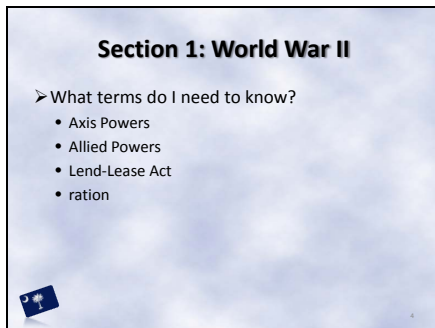 Section 1: World War II
➢What terms do I need to know?
• Axis Powers
• Allied Powers
• Lend-Lease Act
• ration
4